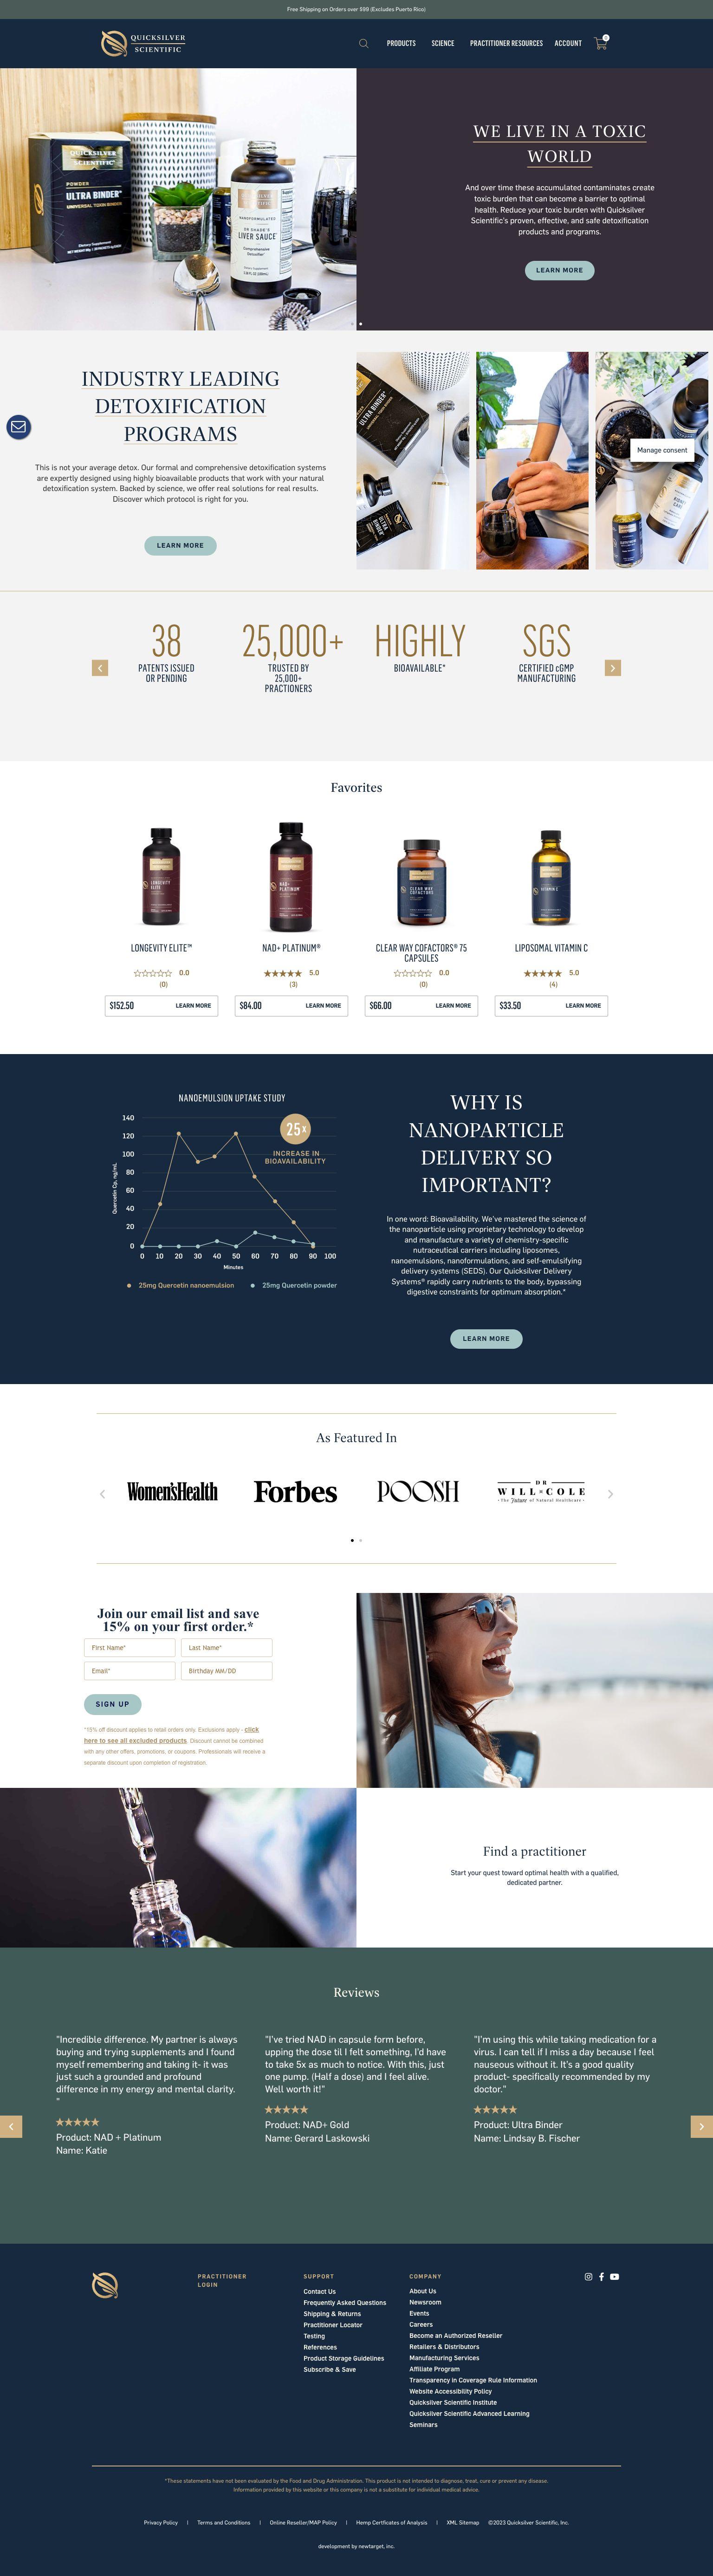 Free Shipping on Orders over $99 (Excludes Puerto Rico)
QUICKSILVER
SCIENTIFIC
PRODUCTS
SCIENCE
PRACTITIONER RESOURCES
ACCOUNT
0
QUICKSILVER
SCIENTIFIC
POWDER
ULTRA BINDER®
UNIVERSAL TOXIN BINDER
NANOFORMULATED
DR SHADE'S
LIVER SAUCE®
Comprehensive
Detoxifier*
WE LIVE IN A TOXIC
WORLD
And over time these accumulated contaminates create
toxic burden that can become a barrier to optimal
health. Reduce your toxic burden with Quicksilver
Scientific's proven, effective, and safe detoxification
products and programs.
LEARN MORE
INDUSTRY LEADING
DETOXIFICATION
PROGRAMS
This is not your average detox. Our formal and comprehensive detoxification systems
are expertly designed using highly bioavailable products that work with your natural
detoxification system. Backed by science, we offer real solutions for real results.
Discover which protocol is right for you.
LEARN MORE
ULTRA BINDER®
ULTRA BINDER
Manage consent
38
PATENTS ISSUED
OR PENDING
25,000+
TRUSTED BY
25,000+
PRACTIONERS
HIGHLY
BIOAVAILABLE*
SGS
CERTIFIED cGMP
MANUFACTURING
Favorites
LONGEVITY
ELITE
NAD+
PLATINUM
CLEAR WAY
COFACTORS
VITAMIN C
LONGEVITY ELITE™
0.0
(0)
$152.50
LEARN MORE
NAD+ PLATINUM®
5.0
(3)
$84.00
LEARN MORE
CLEAR WAY COFACTORS® 75
CAPSULES
0.0
(0)
$66.00
LEARN MORE
LIPOSOMAL VITAMIN C
5.0
(4)
$33.50
LEARN MORE
NANOEMULSION UPTAKE STUDY
25x
INCREASE IN
BIOAVAILABILITY
Quercetin Cp, ng/mL
140
120
100
80
60
40
20
0
0 10 20 30 40 50 60 70 80 90 100
Minutes
25mg Quercetin nanoemulsion
25mg Quercetin powder
WHY IS
NANOPARTICLE
DELIVERY SO
IMPORTANT?
In one word: Bioavailability. We've mastered the science of
the nanoparticle using proprietary technology to develop
and manufacture a variety of chemistry-specific
nutraceutical carriers including liposomes,
nanoemulsions, nanoformulations, and self-emulsifying
delivery systems (SEDS). Our Quicksilver Delivery
Systems® rapidly carry nutrients to the body, bypassing
digestive constraints for optimum absorption.*
LEARN MORE
As Featured In
Women'sHealth
Forbes
POOSH
DR
WILL COLE
The Future of Natural Healthcare
Join our email list and save
15% on your first order.*
First Name*
Last Name*
Email*
Birthday MM/DD
SIGN UP
*15% off discount applies to retail orders only. Exclusions apply - click
here to see all excluded products. Discount cannot be combined
with any other offers, promotions, or coupons. Professionals will receive a
separate discount upon completion of registration.
Find a practitioner
Start your quest toward optimal health with a qualified,
dedicated partner.
Reviews
"Incredible difference. My partner is always
buying and trying supplements and I found
myself remembering and taking it- it was
just such a grounded and profound
difference in my energy and mental clarity.
"
Product: NAD + Platinum
Name: Katie
"I've tried NAD in capsule form before,
upping the dose til I felt something, I'd have
to take 5x as much to notice. With this, just
one pump. (Half a dose) and I feel alive.
Well worth it!"
Product: NAD+ Gold
Name: Gerard Laskowski
"I'm using this while taking medication for a
virus. I can tell if I miss a day because I feel
nauseous without it. It's a good quality
product- specifically recommended by my
doctor."
Product: Ultra Binder
Name: Lindsay B. Fischer
PRACTITIONER
LOGIN
SUPPORT
Contact Us
Frequently Asked Questions
Shipping & Returns
Practitioner Locator
Testing
References
Product Storage Guidelines
Subscribe & Save
COMPANY
About Us
Newsroom
Events
Careers
Become an Authorized Reseller
Retailers & Distributors
Manufacturing Services
Affiliate Program
Transparency in Coverage Rule Information
Website Accessibility Policy
Quicksilver Scientific Institute
Quicksilver Scientific Advanced Learning
Seminars
*These statements have not been evaluated by the Food and Drug Administration. This product is not intended to diagnose, treat, cure or prevent any disease.
Information provided by this website or this company is not a substitute for individual medical advice.
Privacy Policy | Terms and Conditions | Online Reseller/MAP Policy | Hemp Certificates of Analysis | XML Sitemap ©2023 Quicksilver Scientific, Inc.
development by newtarget, inc.